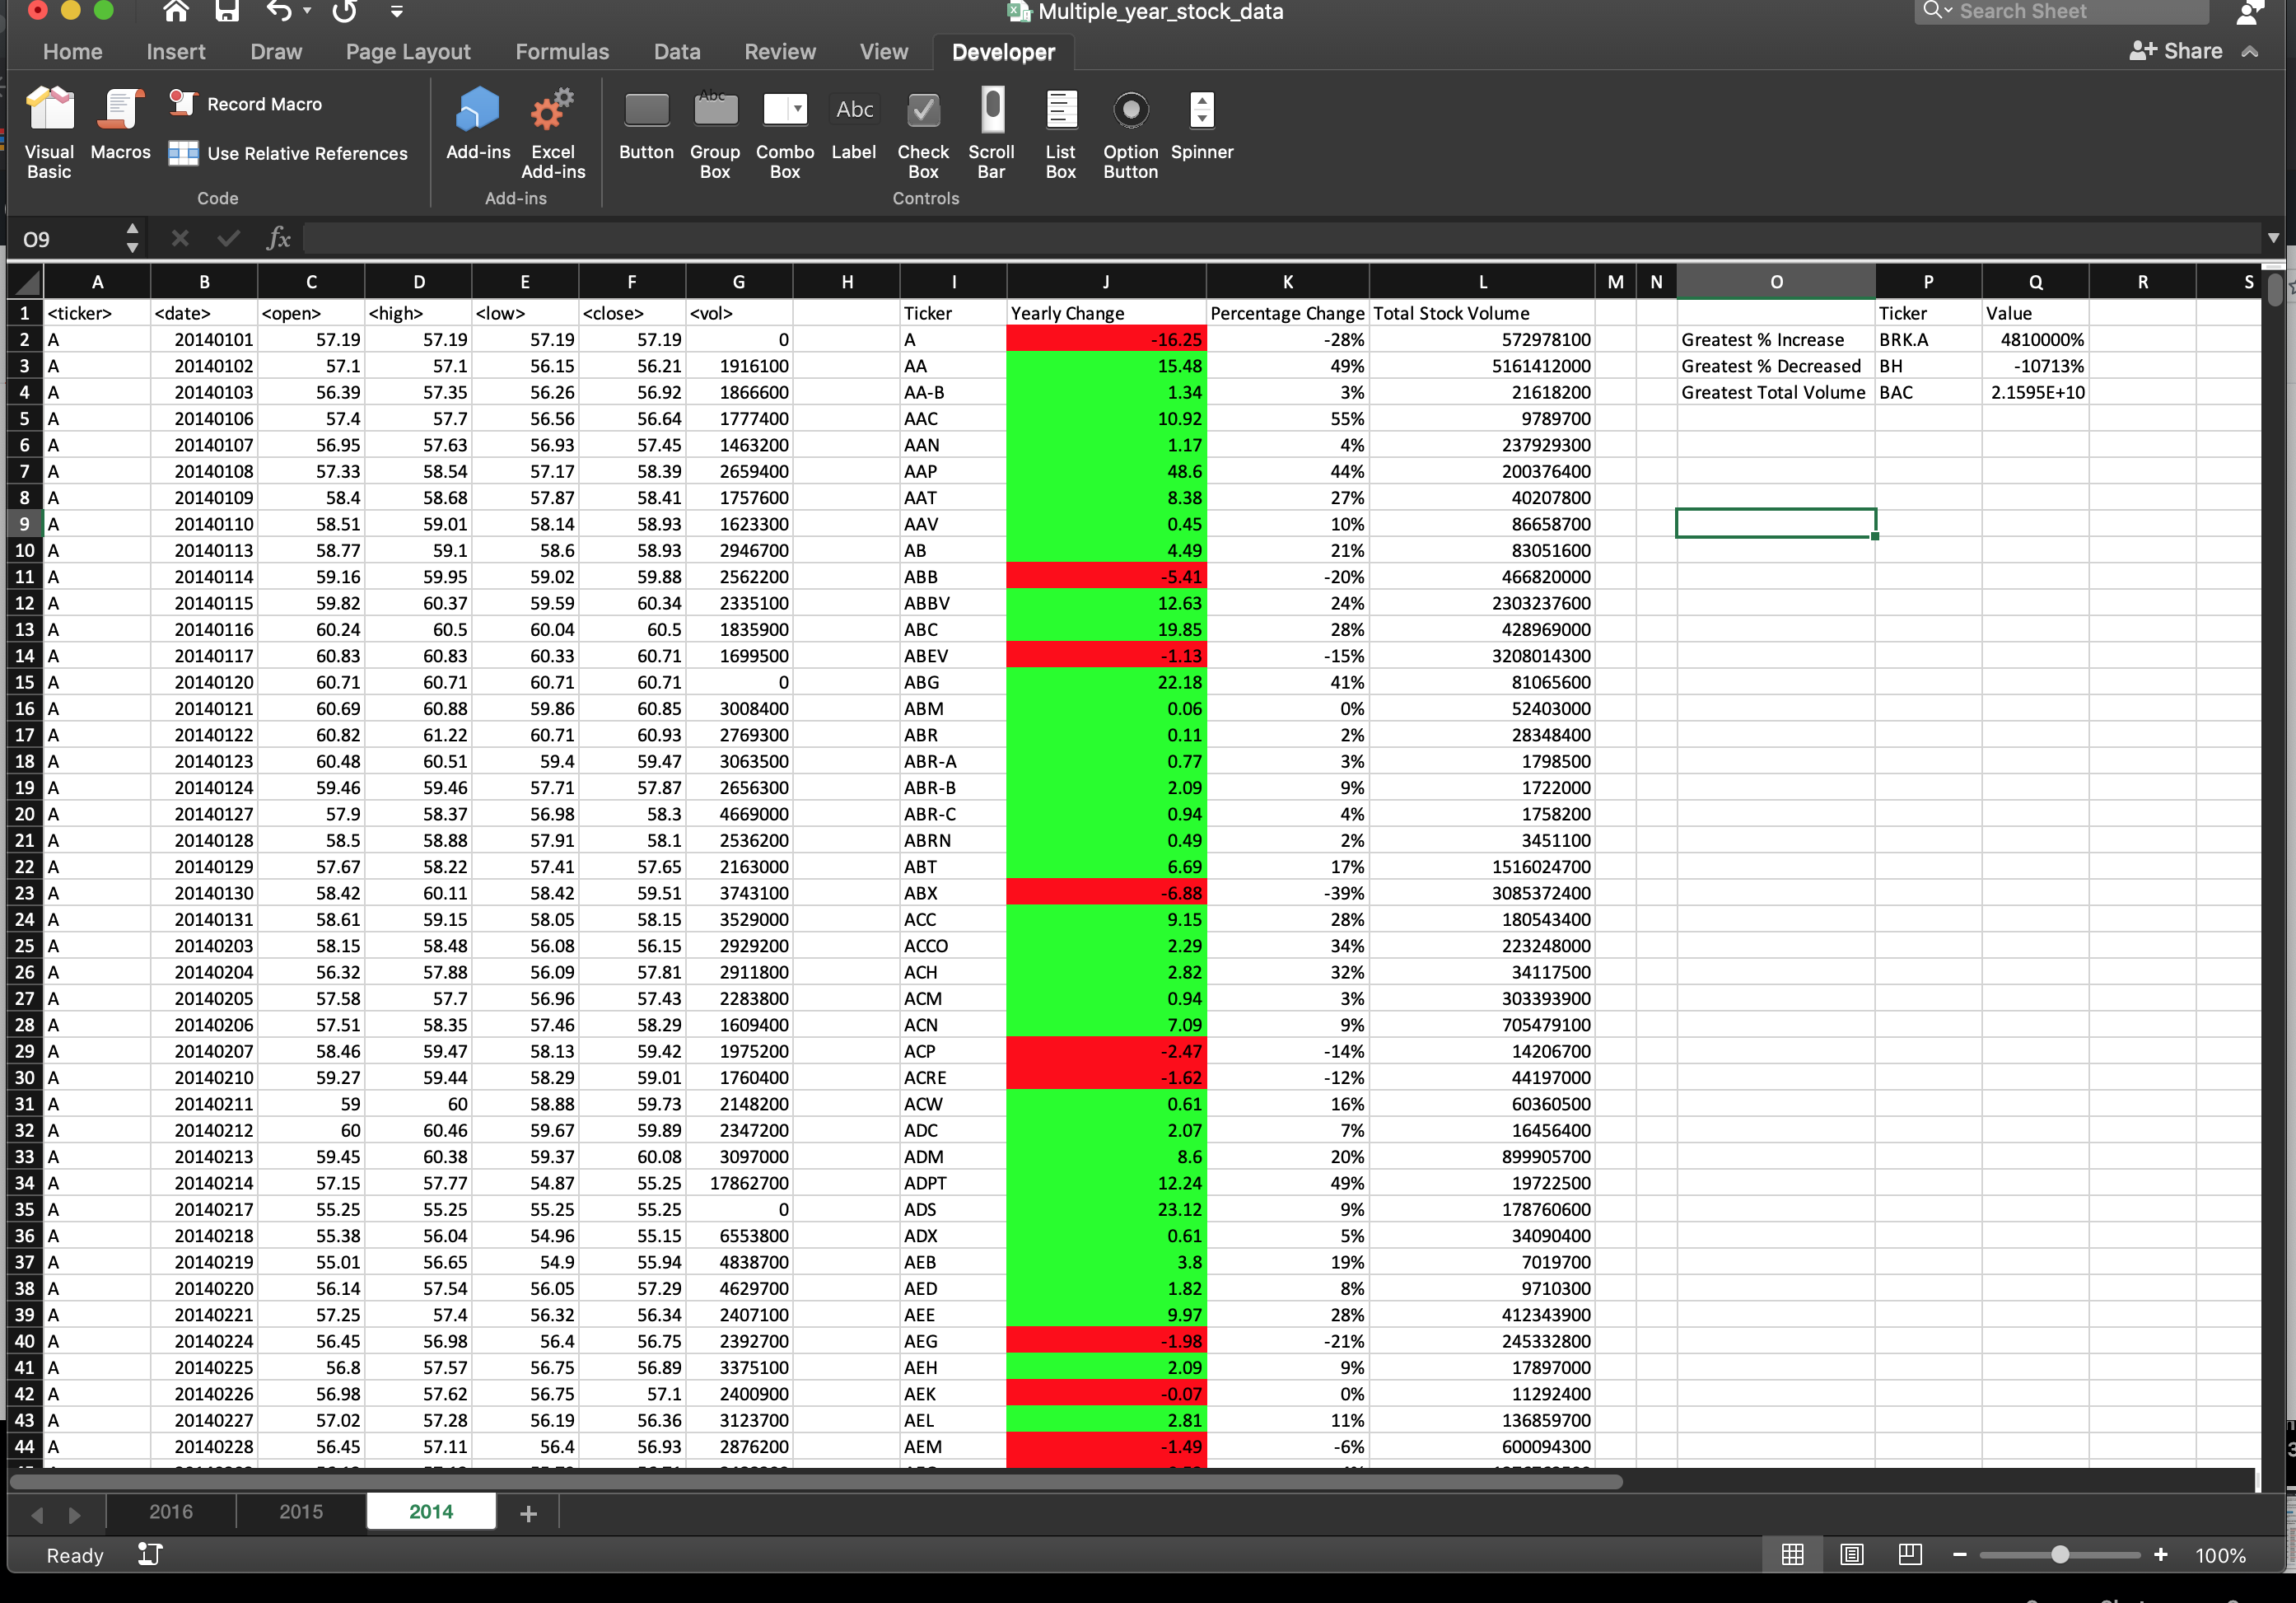 Multiple_year_stock_data
Search Sheet
Home Insert Draw Page Layout Formulas Data Review View Developer
Share
Visual Basic
Macros
Record Macro
Use Relative References
Code
Add-ins
Excel Add-ins
Add-ins
Button
Abc
Group Box
Combo Box
Abc
Label
Check Box
Scroll Bar
List Box
Option Button
Spinner
Controls
O9
fx
A B C D E F G H I J K L M N O P Q R S
1 <ticker> <date> <open> <high> <low> <close> <vol> Ticker Yearly Change Percentage Change Total Stock Volume Ticker Value
2 A 20140101 57.19 57.19 57.19 57.19 0 A -16.25 -28% 572978100 Greatest % Increase BRK.A 4810000%
3 A 20140102 57.1 57.1 56.15 56.21 1916100 AA 15.48 49% 5161412000 Greatest % Decreased BH -10713%
4 A 20140103 56.39 57.35 56.26 56.92 1866600 AA-B 1.34 3% 21618200 Greatest Total Volume BAC 2.1595E+10
5 A 20140106 57.4 57.7 56.56 56.64 1777400 AAC 10.92 55% 9789700
6 A 20140107 56.95 57.63 56.93 57.45 1463200 AAN 1.17 4% 237929300
7 A 20140108 57.33 58.54 57.17 58.39 2659400 AAP 48.6 44% 200376400
8 A 20140109 58.4 58.68 57.87 58.41 1757600 AAT 8.38 27% 40207800
9 A 20140110 58.51 59.01 58.14 58.93 1623300 AAV 0.45 10% 86658700
10 A 20140113 58.77 59.1 58.6 58.93 2946700 AB 4.49 21% 83051600
11 A 20140114 59.16 59.95 59.02 59.88 2562200 ABB -5.41 -20% 466820000
12 A 20140115 59.82 60.37 59.59 60.34 2335100 ABBV 12.63 24% 2303237600
13 A 20140116 60.24 60.5 60.04 60.5 1835900 ABC 19.85 28% 428969000
14 A 20140117 60.83 60.83 60.33 60.71 1699500 ABEV -1.13 -15% 3208014300
15 A 20140120 60.71 60.71 60.71 60.71 0 ABG 22.18 41% 81065600
16 A 20140121 60.69 60.88 59.86 60.85 3008400 ABM 0.06 0% 52403000
17 A 20140122 60.82 61.22 60.71 60.93 2769300 ABR 0.11 2% 28348400
18 A 20140123 60.48 60.51 59.4 59.47 3063500 ABR-A 0.77 3% 1798500
19 A 20140124 59.46 59.46 57.71 57.87 2656300 ABR-B 2.09 9% 1722000
20 A 20140127 57.9 58.37 56.98 58.3 4669000 ABR-C 0.94 4% 1758200
21 A 20140128 58.5 58.88 57.91 58.1 2536200 ABRN 0.49 2% 3451100
22 A 20140129 57.67 58.22 57.41 57.65 2163000 ABT 6.69 17% 1516024700
23 A 20140130 58.42 60.11 58.42 59.51 3743100 ABX -6.88 -39% 3085372400
24 A 20140131 58.61 59.15 58.05 58.15 3529000 ACC 9.15 28% 180543400
25 A 20140203 58.15 58.48 56.08 56.15 2929200 ACCO 2.29 34% 223248000
26 A 20140204 56.32 57.88 56.09 57.81 2911800 ACH 2.82 32% 34117500
27 A 20140205 57.58 57.7 56.96 57.43 2283800 ACM 0.94 3% 303393900
28 A 20140206 57.51 58.35 57.46 58.29 1609400 ACN 7.09 9% 705479100
29 A 20140207 58.46 59.47 58.13 59.42 1975200 ACP -2.47 -14% 14206700
30 A 20140210 59.27 59.44 58.29 59.01 1760400 ACRE -1.62 -12% 44197000
31 A 20140211 59 60 58.88 59.73 2148200 ACW 0.61 16% 60360500
32 A 20140212 60 60.46 59.67 59.89 2347200 ADC 2.07 7% 16456400
33 A 20140213 59.45 60.38 59.37 60.08 3097000 ADM 8.6 20% 899905700
34 A 20140214 57.15 57.77 54.87 55.25 17862700 ADPT 12.24 49% 19722500
35 A 20140217 55.25 55.25 55.25 55.25 0 ADS 23.12 9% 178760600
36 A 20140218 55.38 56.04 54.96 55.15 6553800 ADX 0.61 5% 34090400
37 A 20140219 55.01 56.65 54.9 55.94 4838700 AEB 3.8 19% 7019700
38 A 20140220 56.14 57.54 56.05 57.29 4629700 AED 1.82 8% 9710300
39 A 20140221 57.25 57.4 56.32 56.34 2407100 AEE 9.97 28% 412343900
40 A 20140224 56.45 56.98 56.4 56.75 2392700 AEG -1.98 -21% 245332800
41 A 20140225 56.8 57.57 56.75 56.89 3375100 AEH 2.09 9% 17897000
42 A 20140226 56.98 57.62 56.75 57.1 2400900 AEK -0.07 0% 11292400
43 A 20140227 57.02 57.28 56.19 56.36 3123700 AEL 2.81 11% 136859700
44 A 20140228 56.45 57.11 56.4 56.93 2876200 AEM -1.49 -6% 600094300
2016 2015 2014 +
Ready
100%